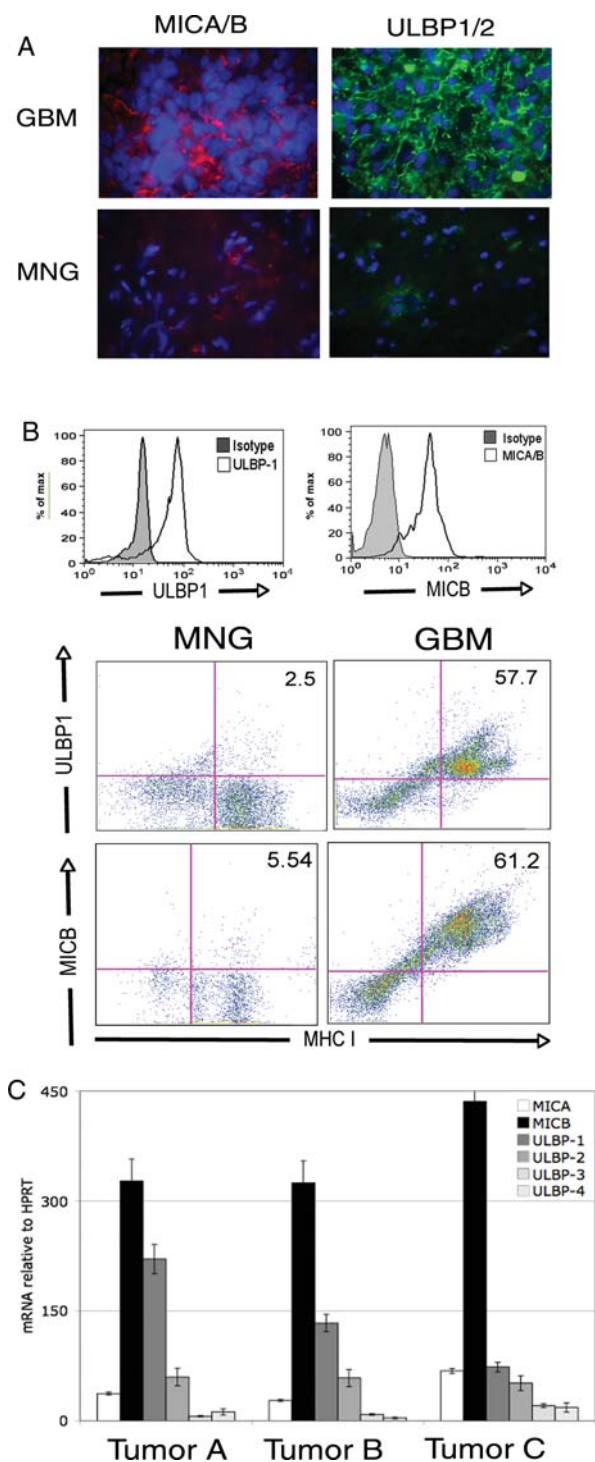 A
MICA/B ULBP1/2
GBM
MNG
B
100
80
60
40
20
0
% of max
Isotype
ULBP-1
10⁰ 10¹ 10² 10³ 10⁴
ULBP1
100
80
60
40
20
0
% of max
Isotype
MICA/B
10⁰ 10¹ 10² 10³ 10⁴
MICB
MNG GBM
ULBP1
2.5 57.7
MICB
5.54 61.2
MHC I
C
450
300
150
0
mRNA relative to HPRT
MICA
MICB
ULBP-1
ULBP-2
ULBP-3
ULBP-4
Tumor A Tumor B Tumor C